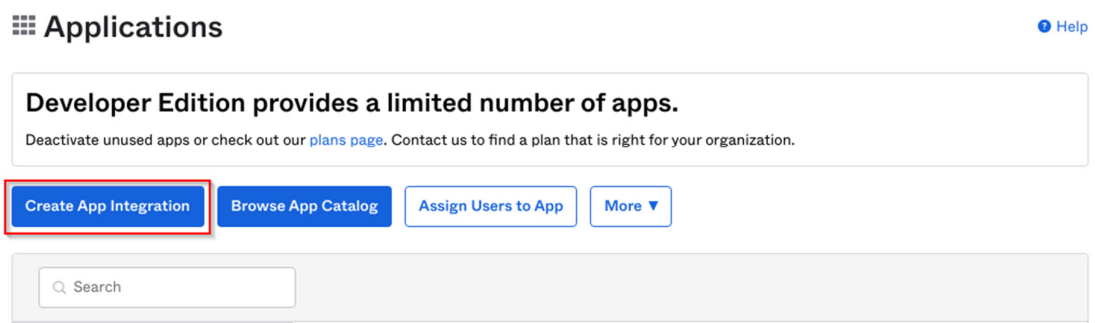 Applications
Help
Developer Edition provides a limited number of apps.
Deactivate unused apps or check out our plans page. Contact us to find a plan that is right for your organization.
Create App Integration Browse App Catalog Assign Users to App More ▼
Search